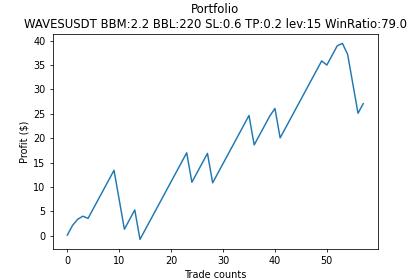 Portfolio
WAVESUSDT BBM:2.2 BBL:220 SL:0.6 TP:0.2 lev:15 WinRatio:79.0
40
35
30
25
20
15
10
5
0
Profit ($)
0 10 20 30 40 50
Trade counts